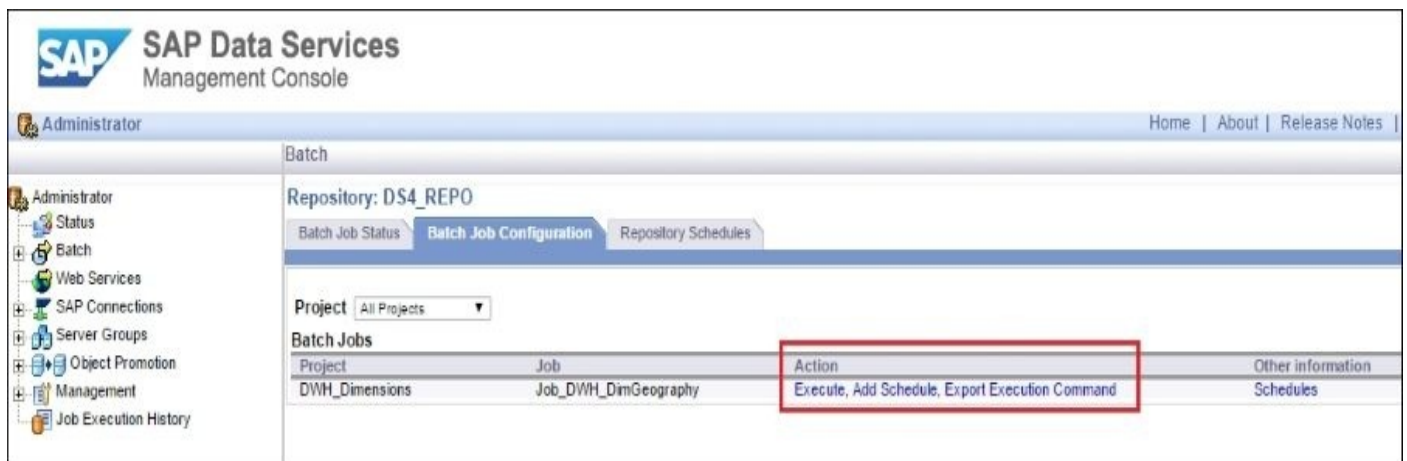 SAP SAP Data Services
Management Console
Administrator Home | About | Release Notes |
Batch
Administrator
Status
Batch
Web Services
SAP Connections
Server Groups
Object Promotion
Management
Job Execution History
Repository: DS4_REPO
Batch Job Status Batch Job Configuration Repository Schedules
Project All Projects
Batch Jobs
Project Job Action Other information
DWH_Dimensions Job_DWH_DimGeography Execute, Add Schedule, Export Execution Command Schedules